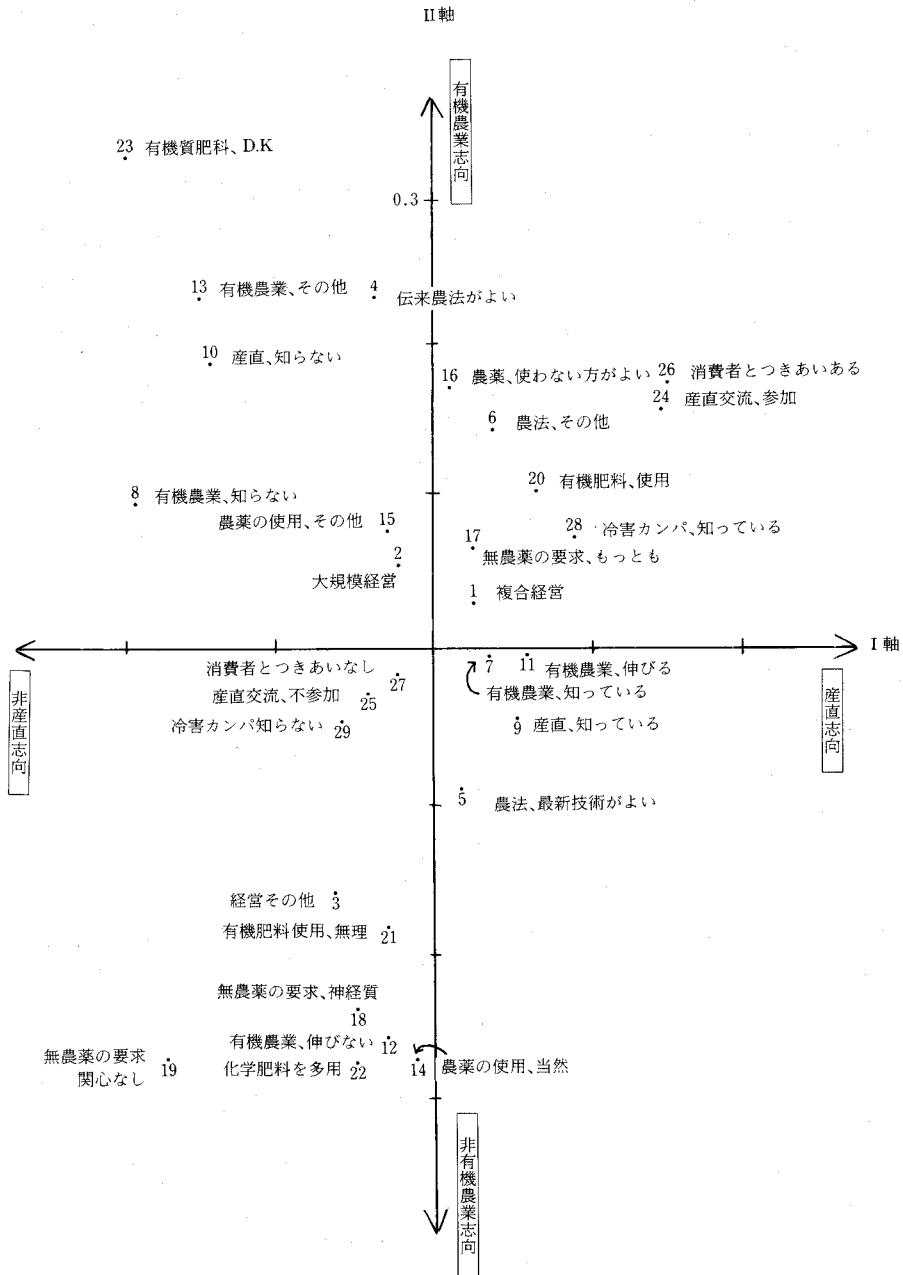 II軸
有機農業志向
23 有機質肥料、D.K
0.3
13 有機農業、その他
4 伝来農法がよい
10 産直、知らない
16 農薬、使わない方がよい
26 消費者とつきあいある
24 産直交流、参加
6 農法、その他
20 有機肥料、使用
8 有機農業、知らない
農薬の使用、その他 15
28 冷害カンパ、知っている
17 無農薬の要求、もっとも
2
大規模経営
1 複合経営
I軸
消費者とつきあいなし 27
7 有機農業、知っている
11 有機農業、伸びる
産直交流、不参加 25
冷害カンパ知らない 29
9 産直、知っている
非産直志向
産直志向
5 農法、最新技術がよい
経営その他 3
有機肥料使用、無理 21
無農薬の要求、神経質
18
有機農業、伸びない 12
無農薬の要求
関心なし 19
化学肥料を多用 22
14 農薬の使用、当然
非有機農業志向